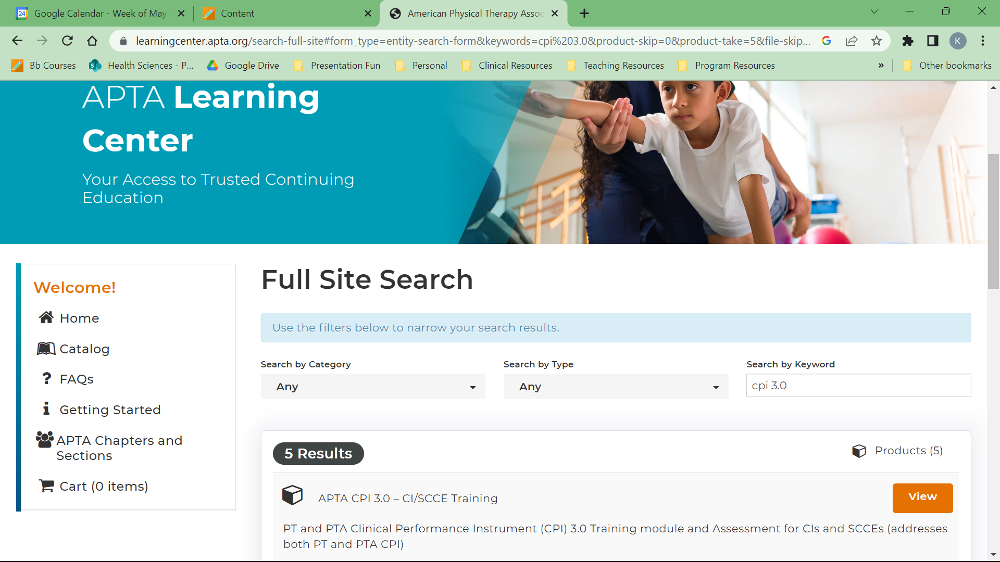 24 Google Calendar - Week of May
Content
American Physical Therapy Assoc
learningcenter.apta.org/search-full-site#form_type=entity-search-form&keywords=cpi%203.0&product-skip=0&product-take=5&file-skip...
K
Bb Courses
Health Sciences - P...
Google Drive
Presentation Fun
Personal
Clinical Resources
Teaching Resources
Program Resources
»
Other bookmarks
APTA Learning
Center
Your Access to Trusted Continuing
Education
Welcome!
Home
Catalog
FAQs
Getting Started
APTA Chapters and
Sections
Cart (0 items)
Full Site Search
Use the filters below to narrow your search results.
Search by Category
Any
Search by Type
Any
Search by Keyword
cpi 3.0
5 Results
Products (5)
APTA CPI 3.0 – CI/SCCE Training
View
PT and PTA Clinical Performance Instrument (CPI) 3.0 Training module and Assessment for CIs and SCCEs (addresses
both PT and PTA CPI)